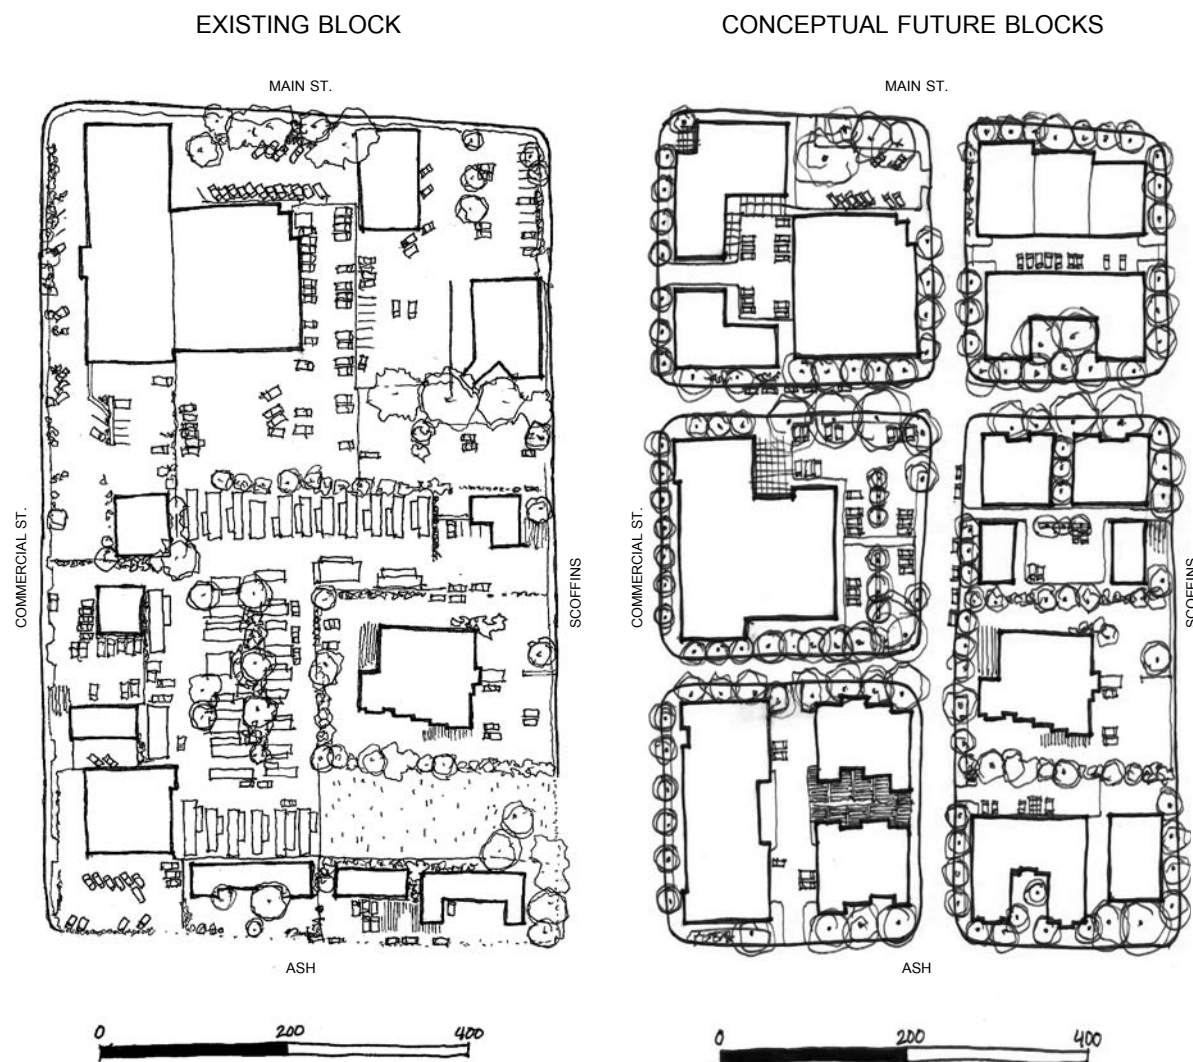 EXISTING BLOCK
CONCEPTUAL FUTURE BLOCKS
MAIN ST.
MAIN ST.
COMMERCIAL ST.
SCOFFINS
COMMERCIAL ST.
SCOFFINS
ASH
ASH
0 200 400
0 200 400